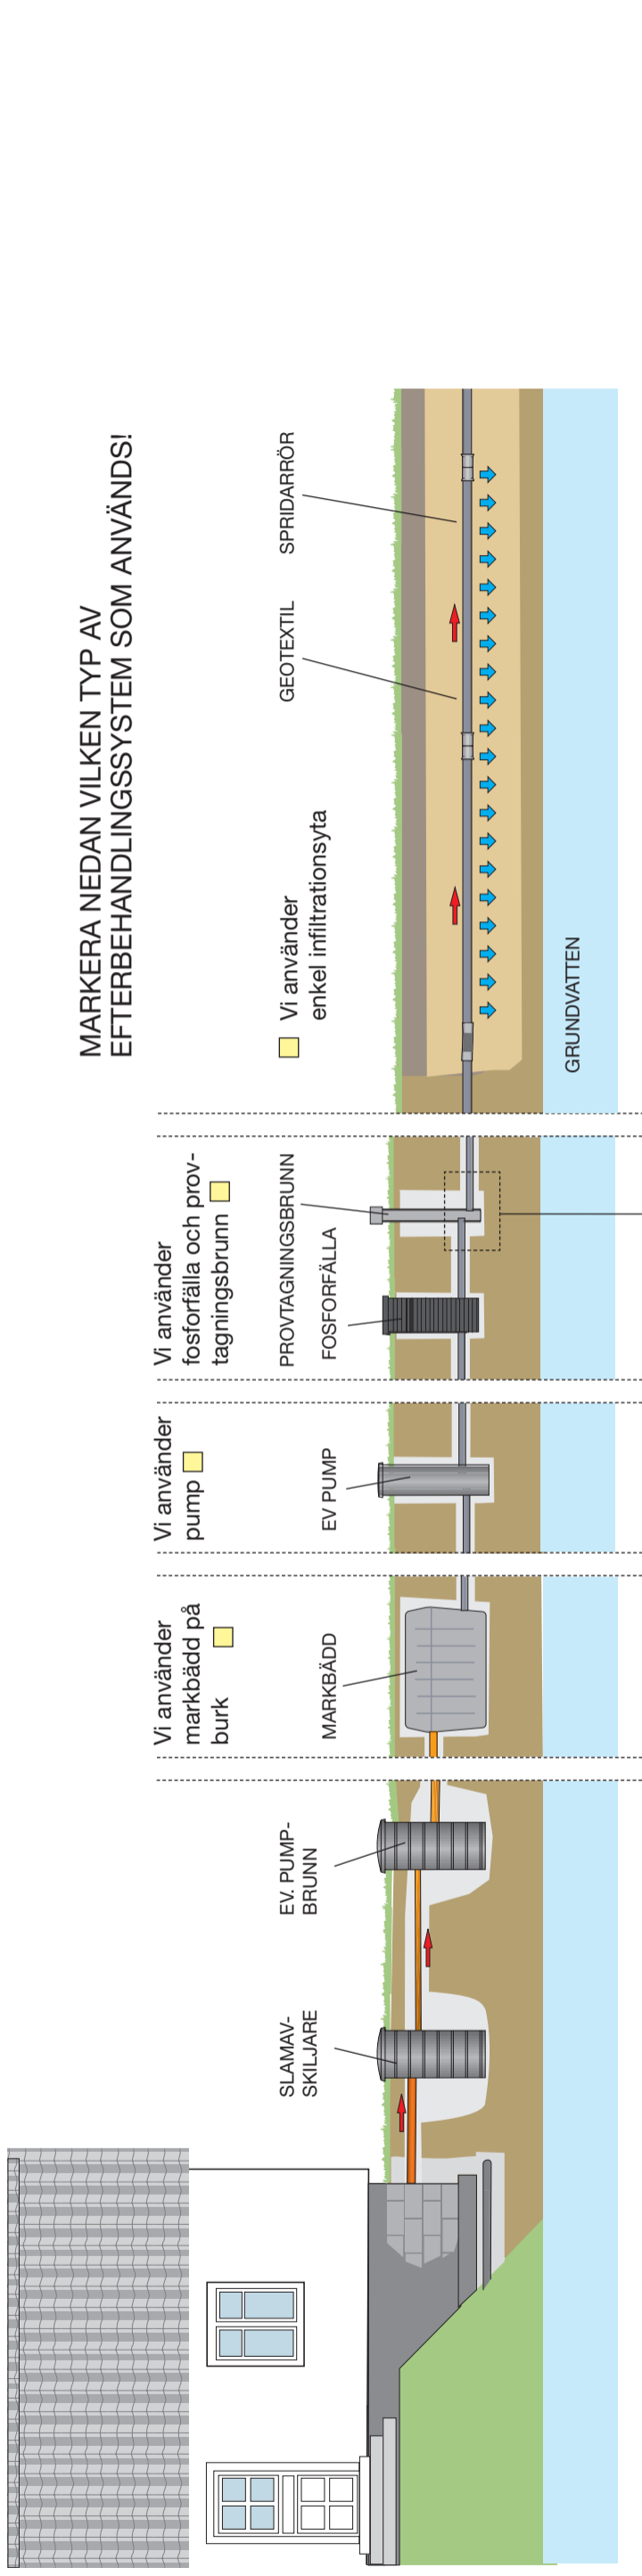 MARKERA NEDAN VILKEN TYP AV
EFTERBEHANDLINGSSYSTEM SOM ANVÄNDS!
Vi använder
markbädd på
burk
Vi använder
pump
Vi använder
fosforfälla och prov-
tagningsbrunn
Vi använder
enkel infiltrationsyta
SLAMAV-
SKILJARE
EV. PUMP-
BRUNN
MARKBÄDD
EV PUMP
PROVTAGNINGSBRUNN
FOSFORFÄLLA
GEOTEXTIL
SPRIDARRÖR
GRUNDVATTEN